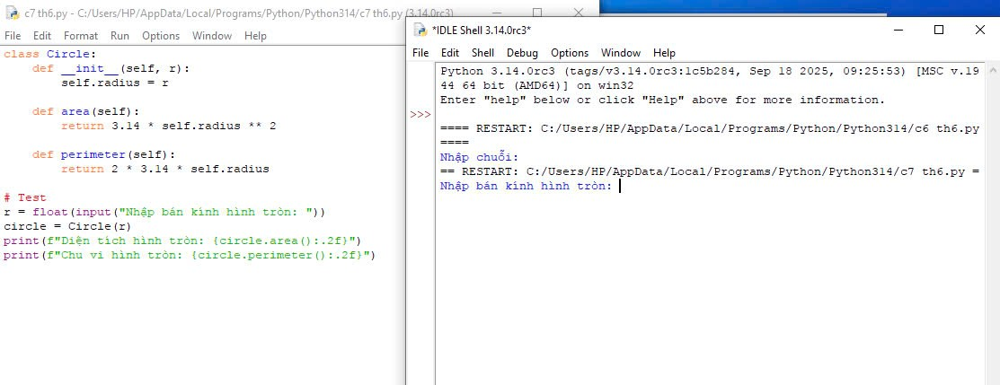 c7 th6.py - C:/Users/HP/AppData/Local/Programs/Python/Python314/c7 th6.py (3.14.0rc3)
File Edit Format Run Options Window Help
class Circle:
    def __init__(self, r):
        self.radius = r

    def area(self):
        return 3.14 * self.radius ** 2

    def perimeter(self):
        return 2 * 3.14 * self.radius

# Test
r = float(input("Nhập bán kính hình tròn: "))
circle = Circle(r)
print(f"Diện tích hình tròn: {circle.area():.2f}")
print(f"Chu vi hình tròn: {circle.perimeter():.2f}")
*IDLE Shell 3.14.0rc3*
File Edit Shell Debug Options Window Help
Python 3.14.0rc3 (tags/v3.14.0rc3:1c5b284, Sep 18 2025, 09:25:53) [MSC v.19
44 64 bit (AMD64)] on win32
Enter "help" below or click "Help" above for more information.
>>>
==== RESTART: C:/Users/HP/AppData/Local/Programs/Python/Python314/c6 th6.py
====
Nhập chuỗi:
== RESTART: C:/Users/HP/AppData/Local/Programs/Python/Python314/c7 th6.py =
Nhập bán kính hình tròn: